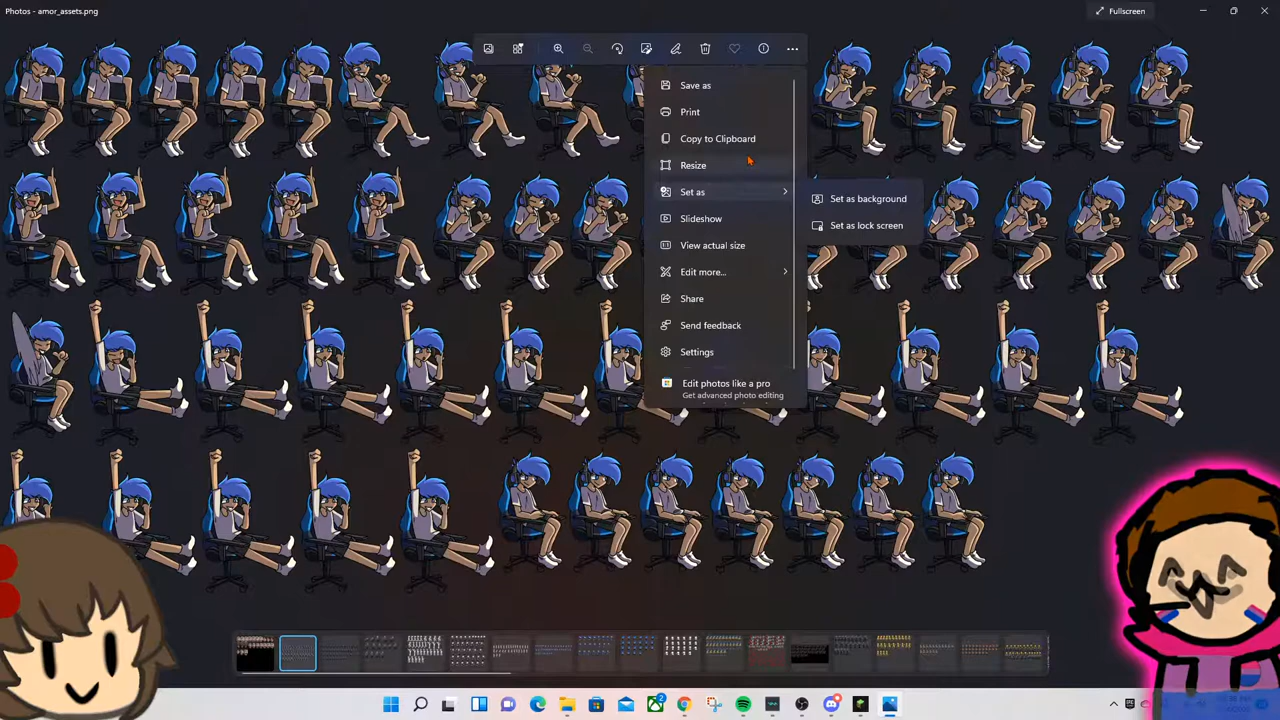 Photos - amor_assets.png
Fullscreen
Save as
Print
Copy to Clipboard
Resize
Set as
Set as background
Set as lock screen
Slideshow
View actual size
Edit more...
Share
Send feedback
Settings
Edit photos like a pro
Get advanced photo editing
2